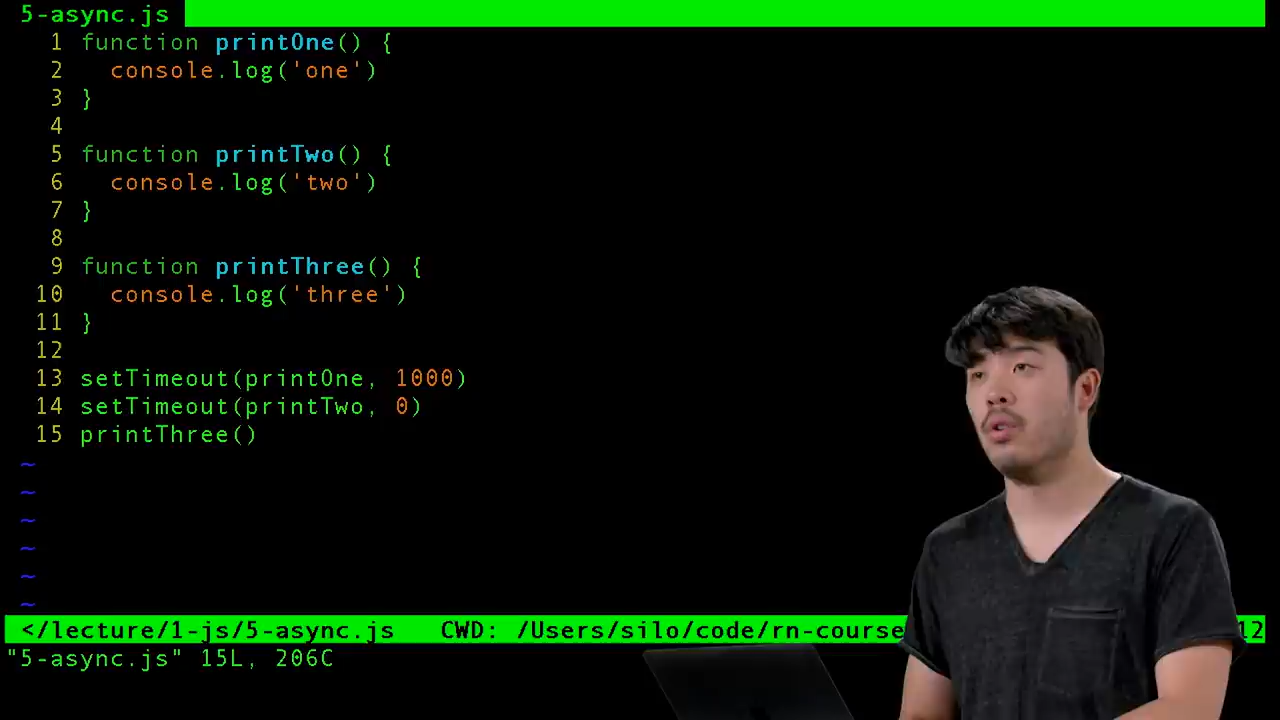 5-async.js
1 function printOne() {
2   console.log('one')
3 }
4
5 function printTwo() {
6   console.log('two')
7 }
8
9 function printThree() {
10   console.log('three')
11 }
12
13 setTimeout(printOne, 1000)
14 setTimeout(printTwo, 0)
15 printThree()
~
~
~
~
~
~
</lecture/1-js/5-async.js   CWD: /Users/silo/code/rn-course 12
"5-async.js" 15L, 206C